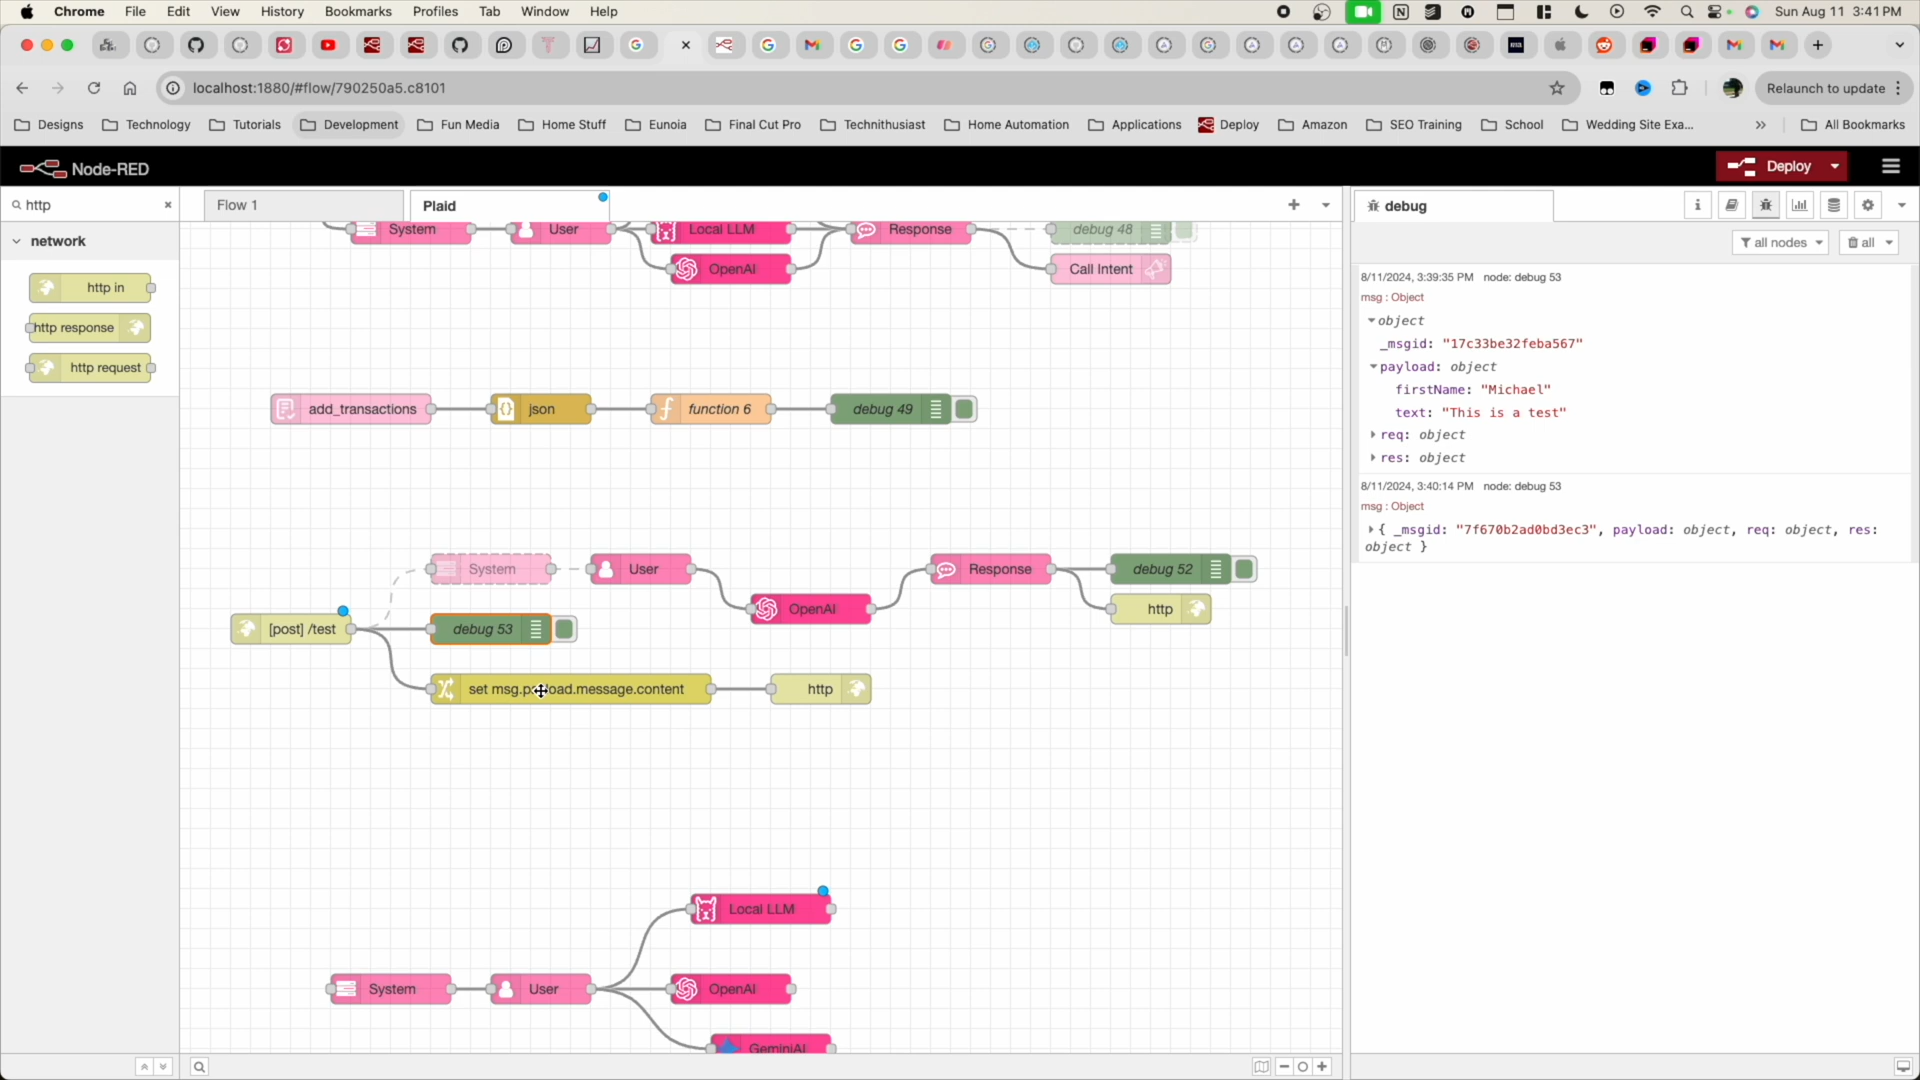 Chrome File Edit View History Bookmarks Profiles Tab Window Help Sun Aug 11 3:41 PM
localhost:1880/#flow/790250a5.c8101 Relaunch to update
Designs Technology Tutorials Development Fun Media Home Stuff Eunoia Final Cut Pro Technithusiast Home Automation Applications Deploy Amazon SEO Training School Wedding Site Exa... » All Bookmarks
Node-RED Deploy
http Flow 1 Plaid debug
System User Local LLM Response debug 48
network all nodes all
OpenAI Call Intent
8/11/2024, 3:39:35 PM node: debug 53
http in
msg : Object
object
http response
_msgid: "17c33be32feba567"
http request
payload: object
firstName: "Michael"
add_transactions json function 6 debug 49
text: "This is a test"
req: object
res: object
8/11/2024, 3:40:14 PM node: debug 53
msg : Object
{ _msgid: "7f670b2ad0bd3ec3", payload: object, req: object, res:
object }
System User Response debug 52
OpenAI http
[post] /test debug 53
set msg.payload.message.content http
Local LLM
System User OpenAI
GeminiAI